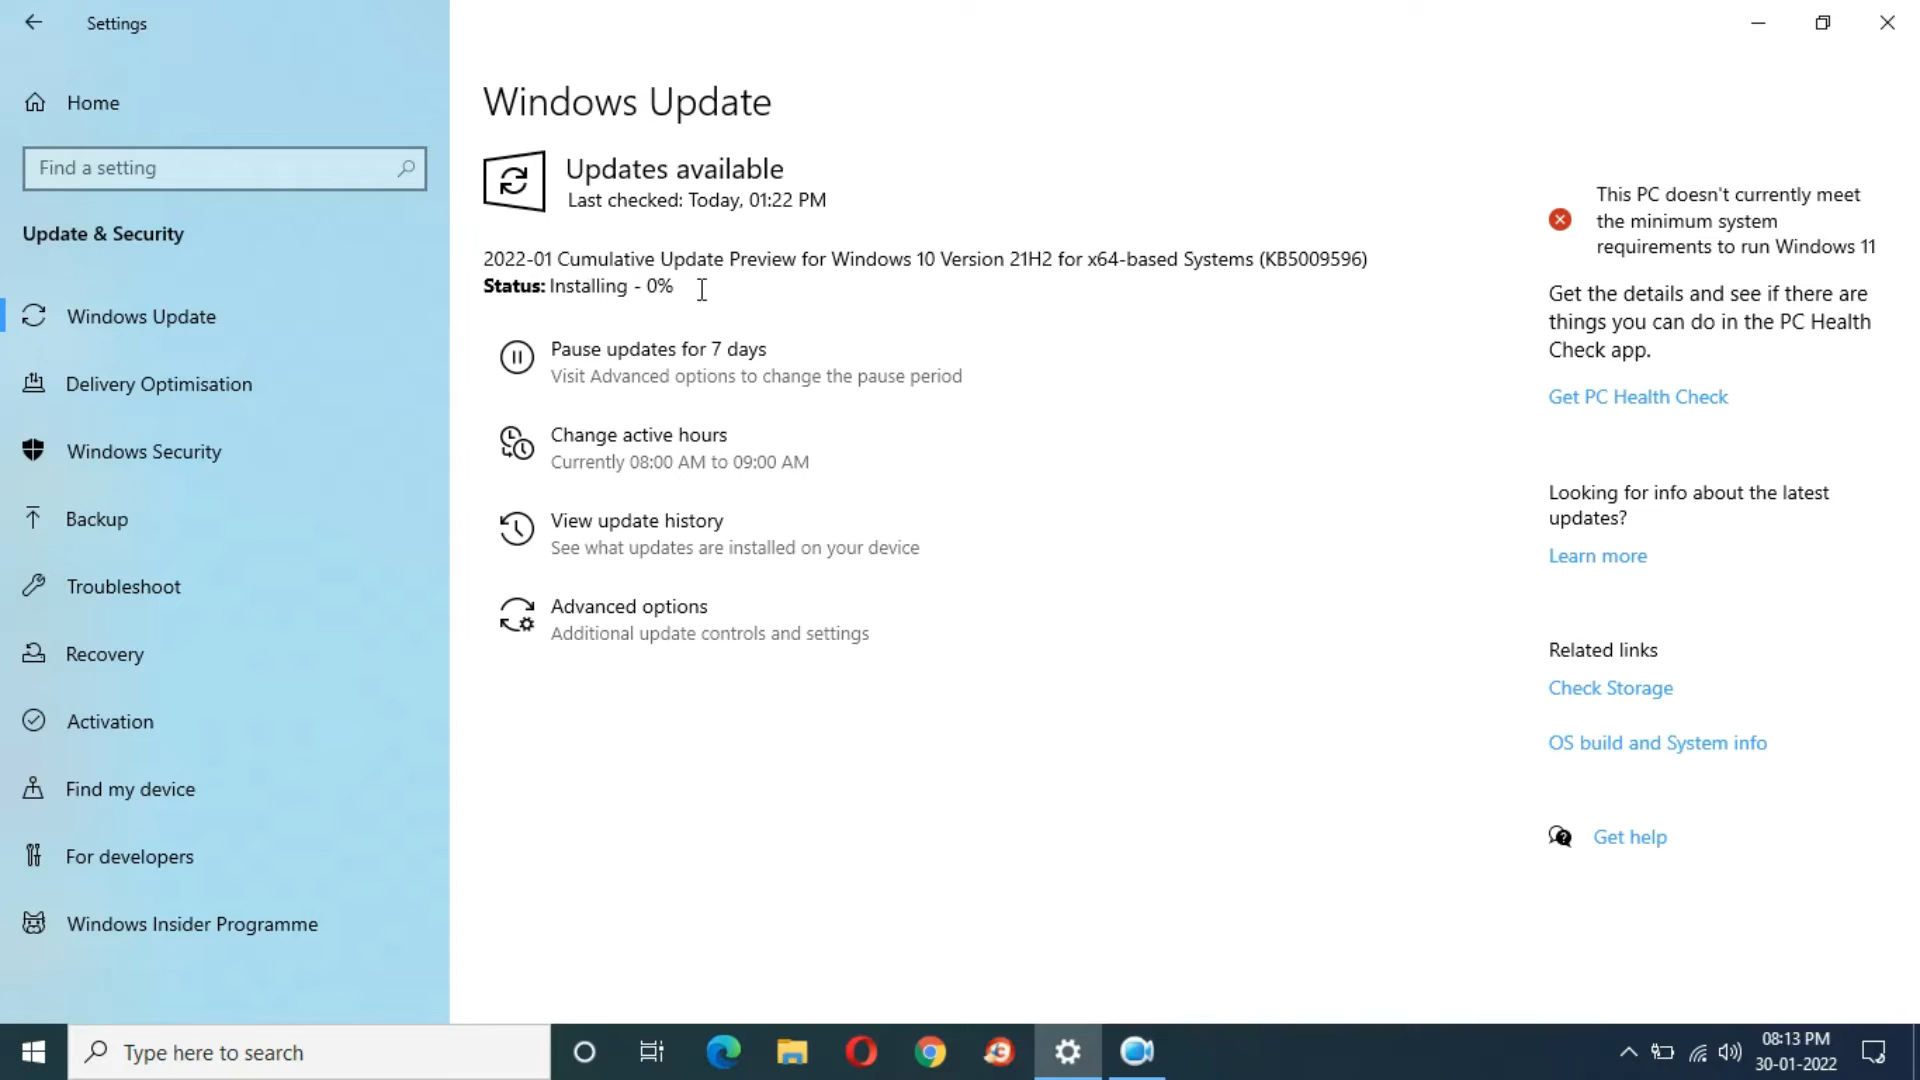 Settings
Home
Find a setting
Update & Security
Windows Update
Delivery Optimisation
Windows Security
Backup
Troubleshoot
Recovery
Activation
Find my device
For developers
Windows Insider Programme
Windows Update
Updates available
Last checked: Today, 01:22 PM
2022-01 Cumulative Update Preview for Windows 10 Version 21H2 for x64-based Systems (KB5009596)
Status: Installing - 0%
Pause updates for 7 days
Visit Advanced options to change the pause period
Change active hours
Currently 08:00 AM to 09:00 AM
View update history
See what updates are installed on your device
Advanced options
Additional update controls and settings
This PC doesn't currently meet
the minimum system
requirements to run Windows 11
Get the details and see if there are
things you can do in the PC Health
Check app.
Get PC Health Check
Looking for info about the latest
updates?
Learn more
Related links
Check Storage
OS build and System info
Get help
Type here to search
08:13 PM
30-01-2022